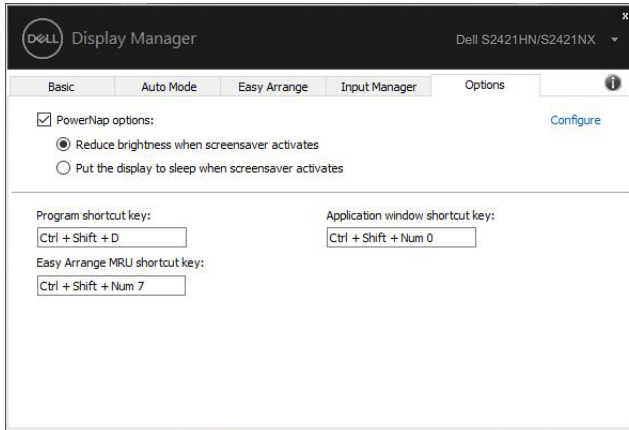 x
DELL Display Manager Dell S2421HN/S2421NX
Basic Auto Mode Easy Arrange Input Manager Options i
PowerNap options: Configure
Reduce brightness when screensaver activates
Put the display to sleep when screensaver activates
Program shortcut key: Application window shortcut key:
Ctrl + Shift + D Ctrl + Shift + Num 0
Easy Arrange MRU shortcut key:
Ctrl + Shift + Num 7